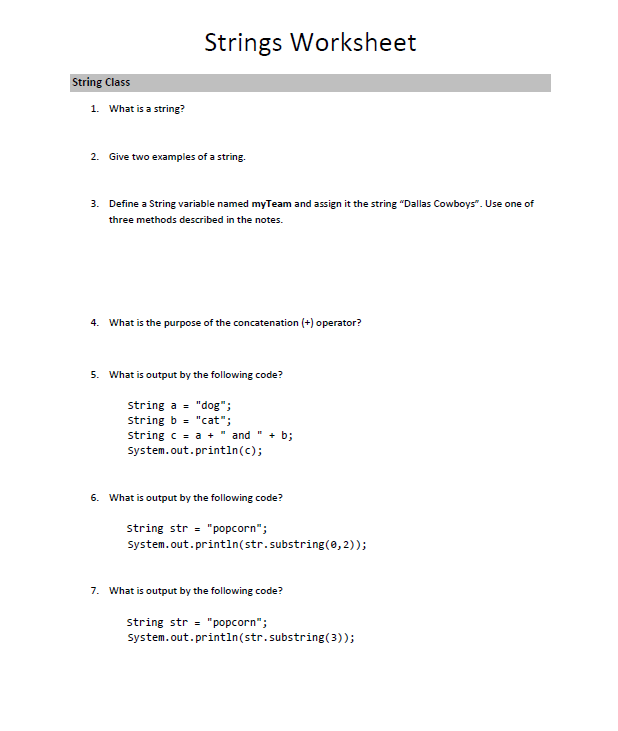 Strings Worksheet
String Class
1. What is a string?
2. Give two examples of a string.
3. Define a String variable named myTeam and assign it the string “Dallas Cowboys”. Use one of
three methods described in the notes.
4. What is the purpose of the concatenation (+) operator?
5. What is output by the following code?
String a = "dog";
String b = "cat";
String c = a + " and " + b;
System.out.println(c);
6. What is output by the following code?
String str = "popcorn";
System.out.println(str.substring(0,2));
7. What is output by the following code?
String str = "popcorn";
System.out.println(str.substring(3));